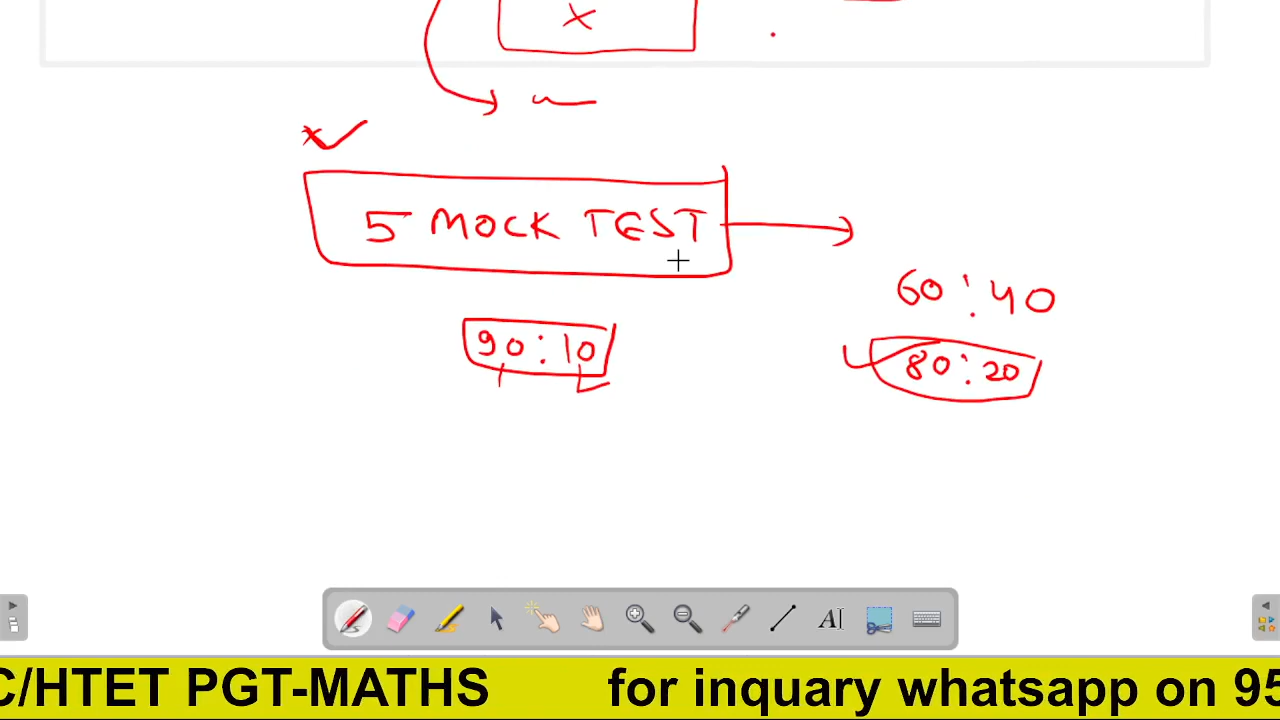 x
5 MOCK TEST
60:40
90:10
80:20
C/HTET PGT-MATHS for inquary whatsapp on 95